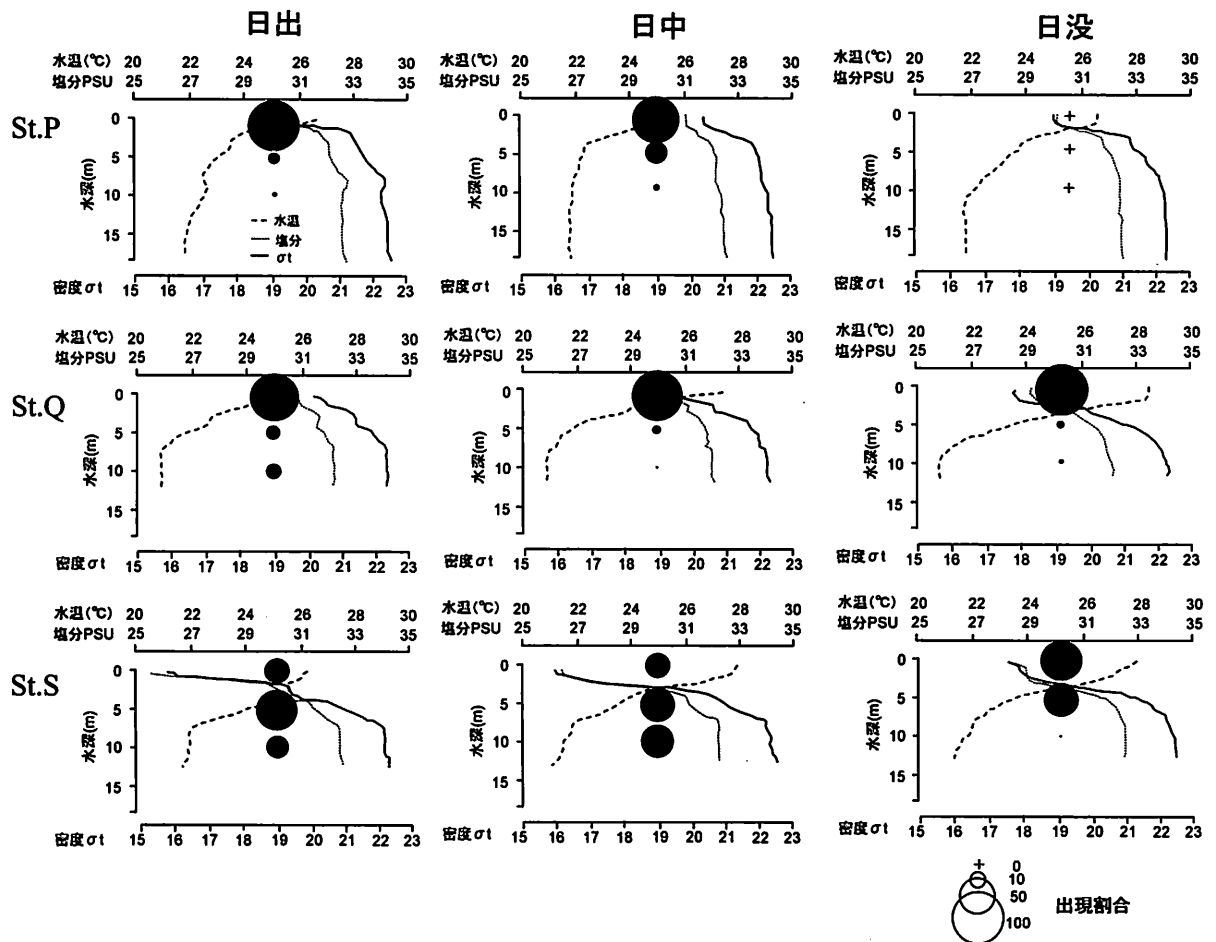 日出 日中 日没
水温(℃) 20 22 24 26 28 30 水温(℃) 20 22 24 26 28 30 水温(℃) 20 22 24 26 28 30
塩分PSU 25 27 29 31 33 35 塩分PSU 25 27 29 31 33 35 塩分PSU 25 27 29 31 33 35
St.P
水深(m) 0 5 10 15 水深(m) 0 5 10 15 水深(m) 0 5 10 15
水温
塩分
σt
密度σt 15 16 17 18 19 20 21 22 23 密度σt 15 16 17 18 19 20 21 22 23 密度σt 15 16 17 18 19 20 21 22 23
水温(℃) 20 22 24 26 28 30 水温(℃) 20 22 24 26 28 30 水温(℃) 20 22 24 26 28 30
塩分PSU 25 27 29 31 33 35 塩分PSU 25 27 29 31 33 35 塩分PSU 25 27 29 31 33 35
St.Q
水深(m) 0 5 10 15 水深(m) 0 5 10 15 水深(m) 0 5 10 15
密度σt 15 16 17 18 19 20 21 22 23 密度σt 15 16 17 18 19 20 21 22 23 密度σt 15 16 17 18 19 20 21 22 23
水温(℃) 20 22 24 26 28 30 水温(℃) 20 22 24 26 28 30 水温(℃) 20 22 24 26 28 30
塩分PSU 25 27 29 31 33 35 塩分PSU 25 27 29 31 33 35 塩分PSU 25 27 29 31 33 35
St.S
水深(m) 0 5 10 15 水深(m) 0 5 10 15 水深(m) 0 5 10 15
密度σt 15 16 17 18 19 20 21 22 23 密度σt 15 16 17 18 19 20 21 22 23 密度σt 15 16 17 18 19 20 21 22 23
+ 0
10
50
100
出現割合